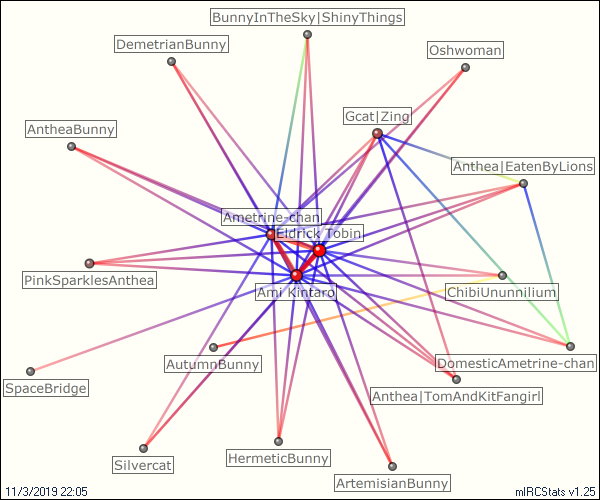 BunnyInTheSky|ShinyThings
DemetrianBunny
Oshwoman
Gcat|Zing
AntheaBunny
Anthea|EatenByLions
Ametrine-chan
Eldrick Tobin
PinkSparklesAnthea
Ami Kintaro
ChibiUnunnilium
AutumnBunny
DomesticAmetrine-chan
SpaceBridge
Anthea|TomAndKitFangirl
HermeticBunny
Silvercat
ArtemisianBunny
11/3/2019 22:05
mIRCStats v1.25